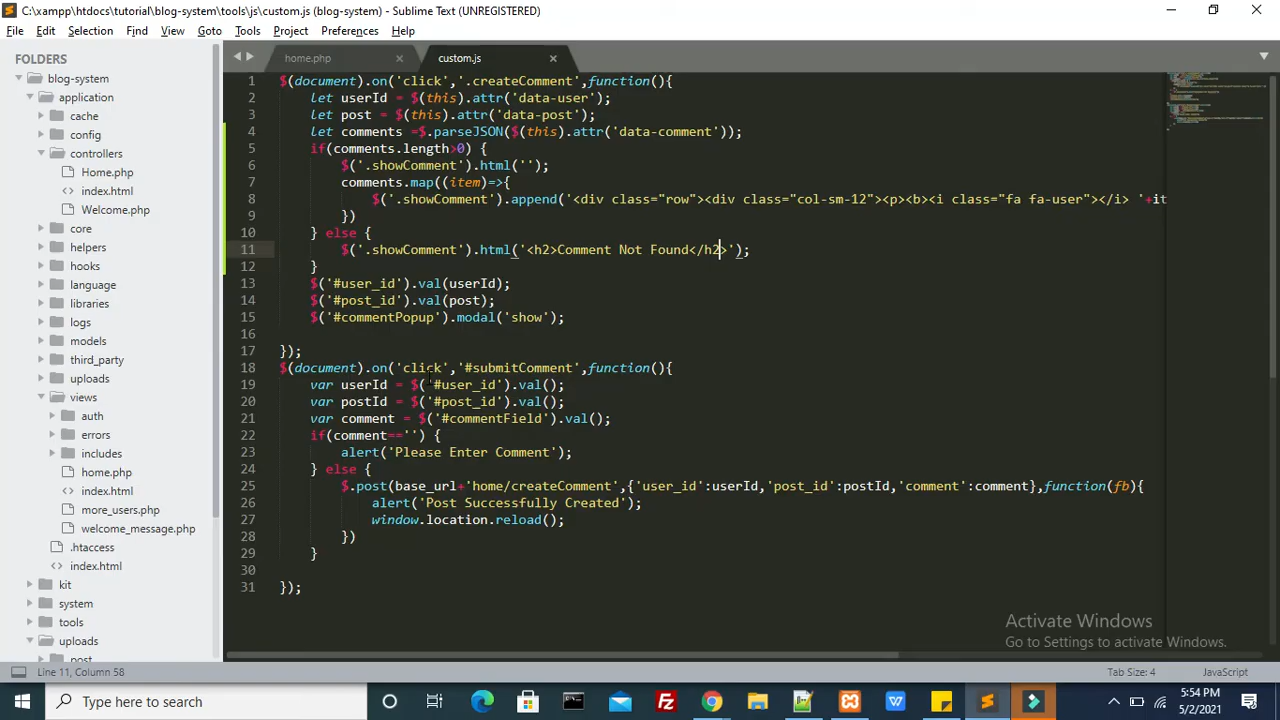 C:\xampp\htdocs\tutorial\blog-system\tools\js\custom.js (blog-system) - Sublime Text (UNREGISTERED)
File Edit Selection Find View Goto Tools Project Preferences Help
FOLDERS
blog-system
application
cache
config
controllers
Home.php
index.html
Welcome.php
core
helpers
hooks
language
libraries
logs
models
third_party
uploads
views
auth
errors
includes
home.php
index.html
more_users.php
welcome_message.php
.htaccess
index.html
kit
system
tools
uploads
post
home.php
custom.js
1 $(document).on('click','.createComment',function(){
2 let userId = $(this).attr('data-user');
3 let post = $(this).attr('data-post');
4 let comments =$.parseJSON($(this).attr('data-comment'));
5 if(comments.length>0) {
6 $('.showComment').html('');
7 comments.map((item)=>{
8 $('.showComment').append('<div class="row"><div class="col-sm-12"><p><b><i class="fa fa-user"></i> '+it
9 })
10 } else {
11 $('.showComment').html('<h2>Comment Not Found</h2>');
12 }
13 $('#user_id').val(userId);
14 $('#post_id').val(post);
15 $('#commentPopup').modal('show');
16
17 });
18 $(document).on('click','#submitComment',function(){
19 var userId = $('#user_id').val();
20 var postId = $('#post_id').val();
21 var comment = $('#commentField').val();
22 if(comment=='') {
23 alert('Please Enter Comment');
24 } else {
25 $.post(base_url+'home/createComment',{'user_id':userId,'post_id':postId,'comment':comment},function(fb){
26 alert('Post Successfully Created');
27 window.location.reload();
28 })
29 }
30
31 });
Activate Windows
Go to Settings to activate Windows.
Line 11, Column 58
Tab Size: 4
JavaScript
Type here to search
5:54 PM
5/2/2021